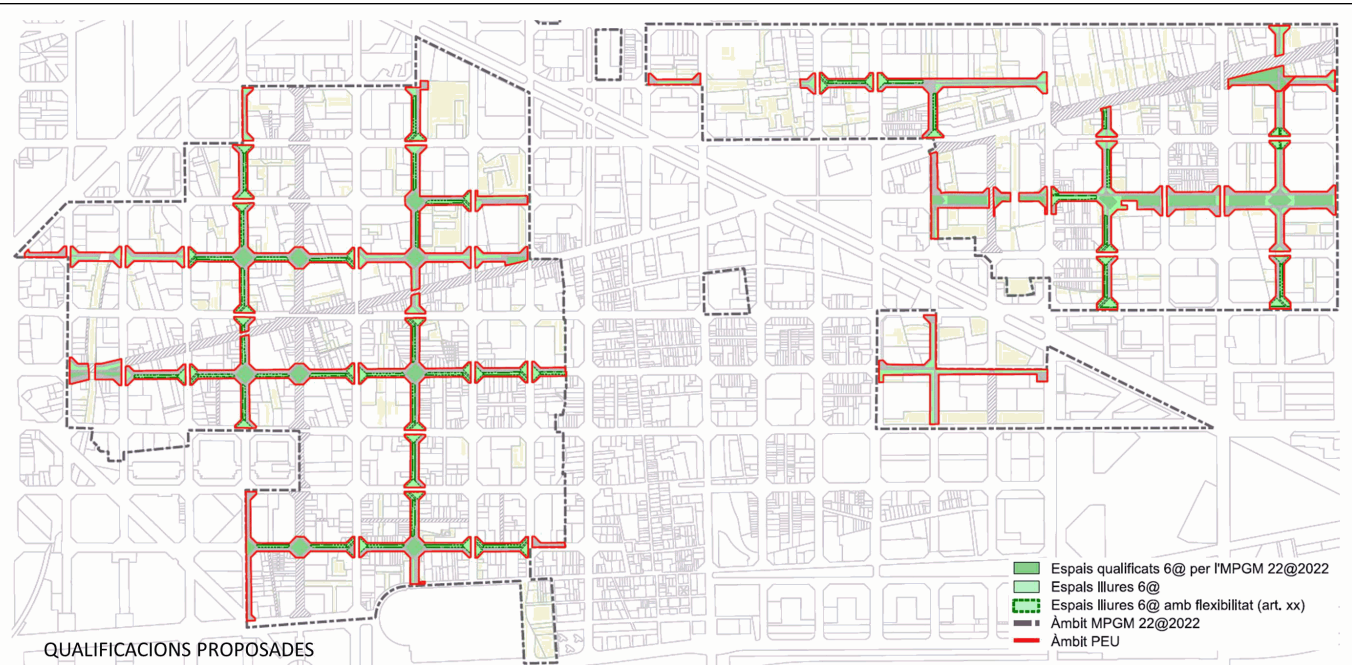 Espais qualificats 6@ per l'MPGM 22@2022
Espais lliures 6@
Espais lliures 6@ amb flexibilitat (art. xx)
Àmbit MPGM 22@2022
Àmbit PEU
QUALIFICACIONS PROPOSADES